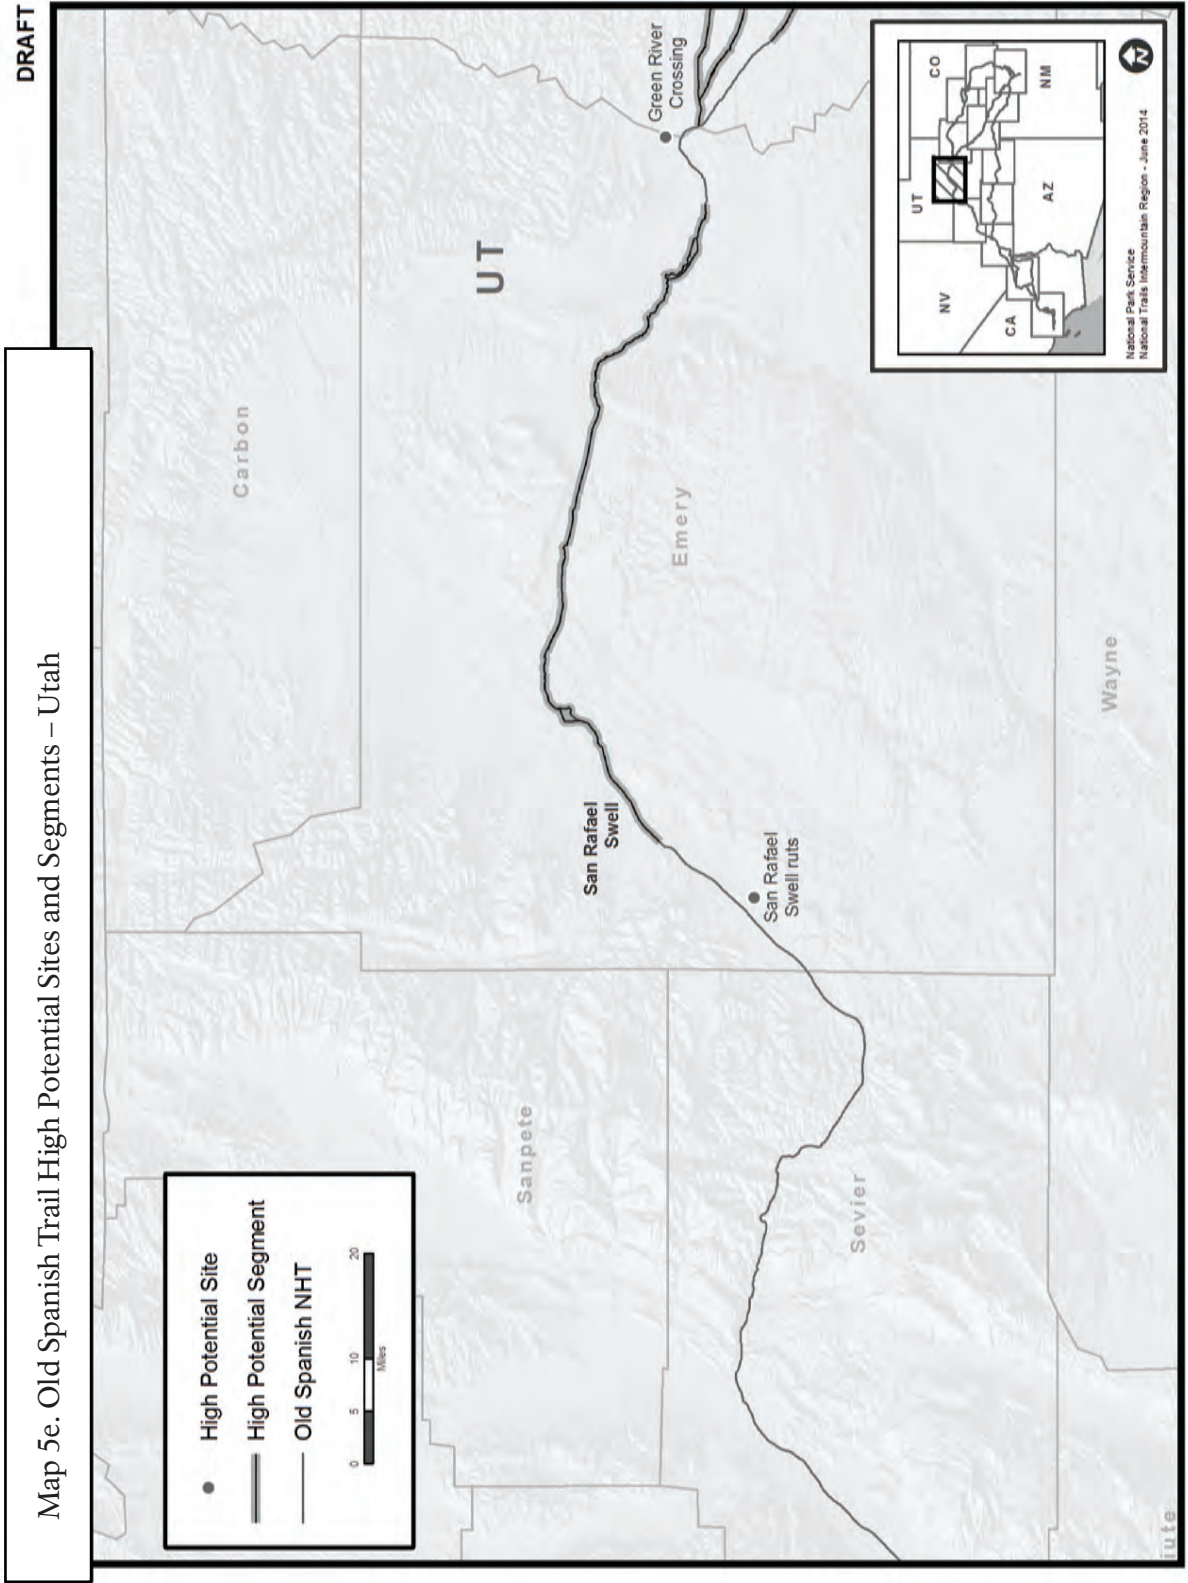 DRAFT
Map 5e. Old Spanish Trail High Potential Sites and Segments – Utah
High Potential Site
High Potential Segment
Old Spanish NHT
0 5 10 20
Miles
Carbon
UT
Green River
Crossing
Sanpete
San Rafael
Swell
Emery
San Rafael
Swell ruts
Sevier
Wayne
iute
NV
UT
CO
CA
AZ
NM
N
National Park Service
National Trails Intermountain Region - June 2014